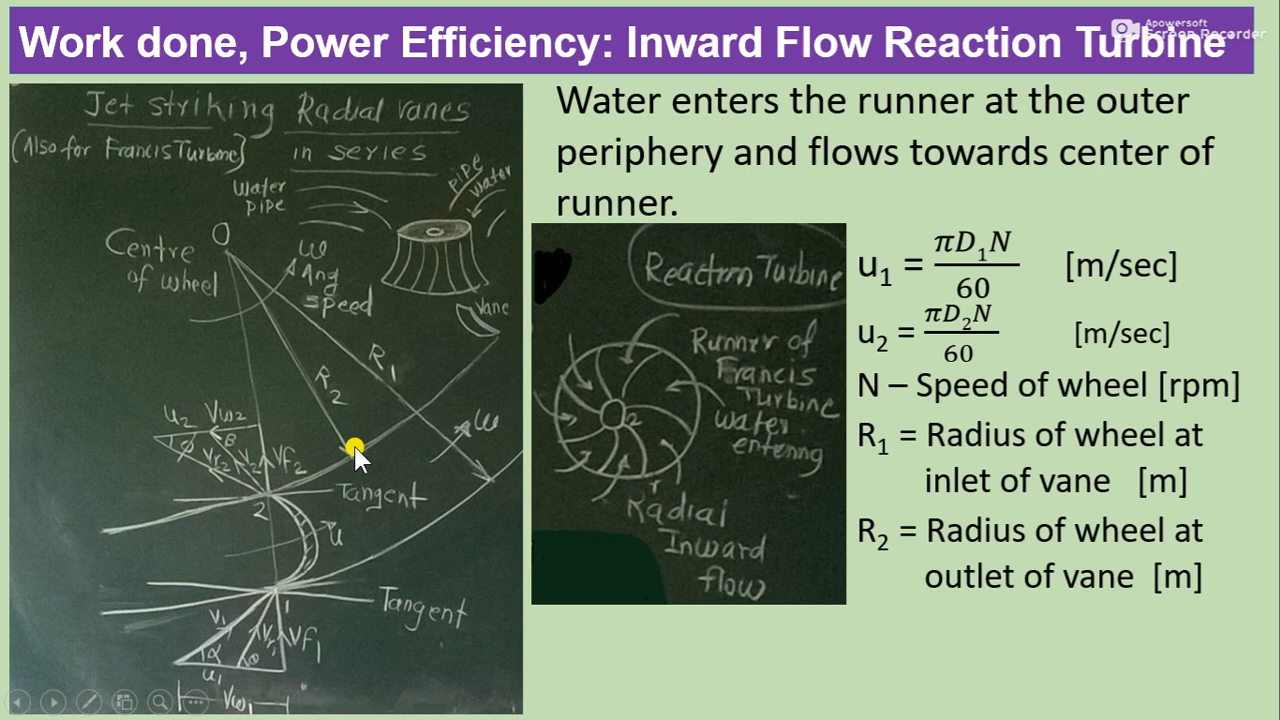 Work done, Power Efficiency: Inward Flow Reaction Turbine
Apowersoft
Screen Recorder
Jet striking Radial vanes
(Also for Francis Turbine) in series
Water
pipe
pipe
water
Centre
of wheel
O
ω
Ang
speed
Vane
R1
R2
ω
u2 Vw2
φ β
Vr2 V2 Vf2
Tangent
2
u
Tangent
1
V1 Vr1 Vf1
α θ
u1
Vw1
Water enters the runner at the outer
periphery and flows towards center of
runner.
Reaction Turbine
Runner of
Francis
Turbine
water
entering
2
1
Radial
Inward
flow
u1 = πD1N/60 [m/sec]
u2 = πD2N/60 [m/sec]
N – Speed of wheel [rpm]
R1 = Radius of wheel at
inlet of vane [m]
R2 = Radius of wheel at
outlet of vane [m]